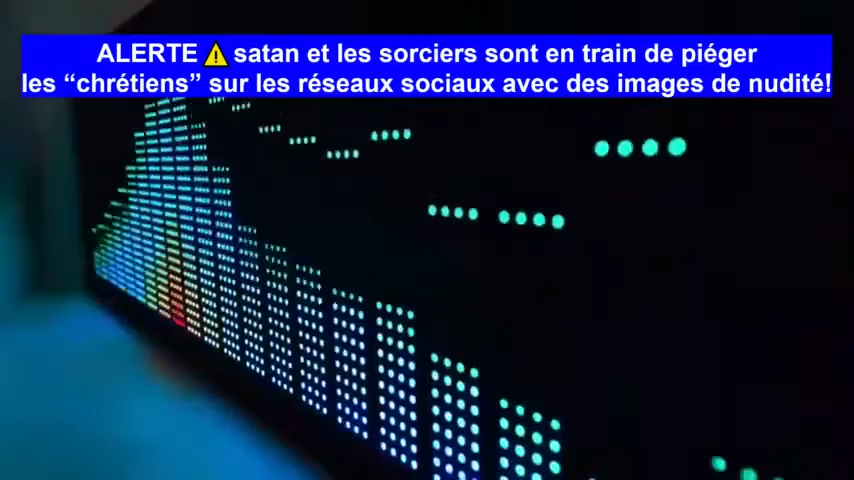 ALERTE ⚠ satan et les sorciers sont en train de piéger
les “chrétiens” sur les réseaux sociaux avec des images de nudité!